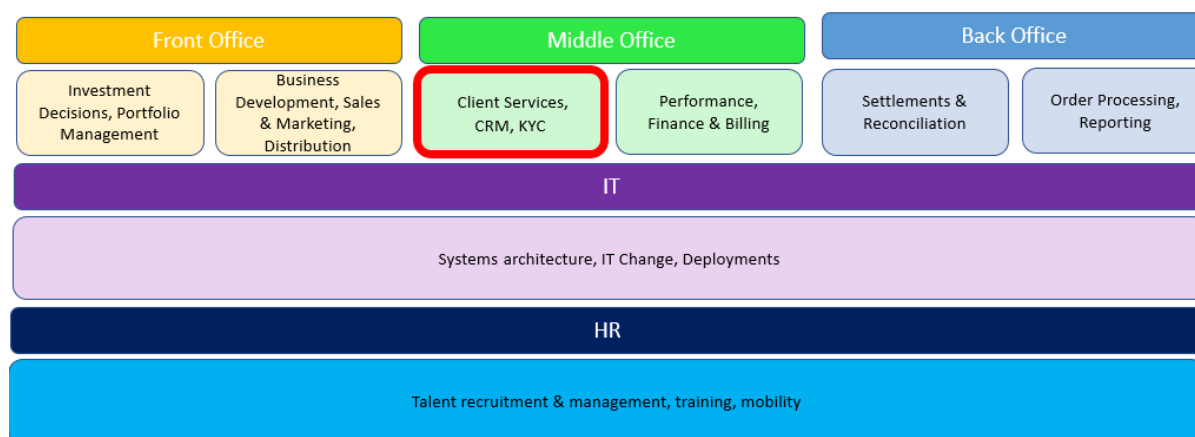 Front Office
Middle Office
Back Office
Investment
Decisions, Portfolio
Management
Business
Development, Sales
& Marketing,
Distribution
Client Services,
CRM, KYC
Performance,
Finance & Billing
Settlements &
Reconciliation
Order Processing,
Reporting
IT
Systems architecture, IT Change, Deployments
HR
Talent recruitment & management, training, mobility